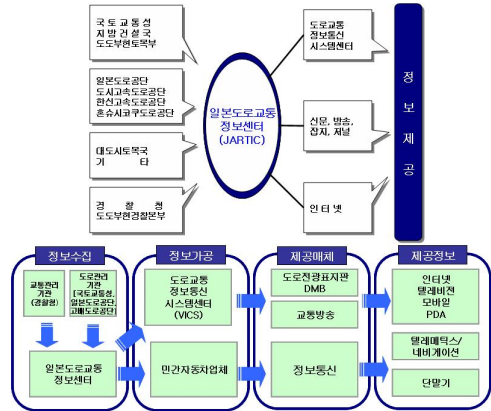 국 토 교 통 성
지 방 건 설 국
도도부현토목부
일본도로공단
도시고속도로공단
한신고속도로공단
혼슈시코쿠도로공단
대도시토목국
기 타
경 찰 청
도도부현경찰본부
일본도로교통
정보센터
(JARTIC)
도로교통
정보통신
시스템센터
신문, 방송,
잡지, 저널
인 터 넷
정
보
제
공
정보수집
교통관리
기관
(경찰청)
도로관리
기관
[국토교통성,
일본도로공단,
고베도로공단]
일본도로교통
정보센터
정보가공
도로교통
정보통신
시스템센터
(VICS)
민간자동차업체
제공매체
도로전광표지판
DMB
교통방송
정보통신
제공정보
인터넷
텔레비전
모바일
PDA
텔레메틱스/
네비게이션
단말기